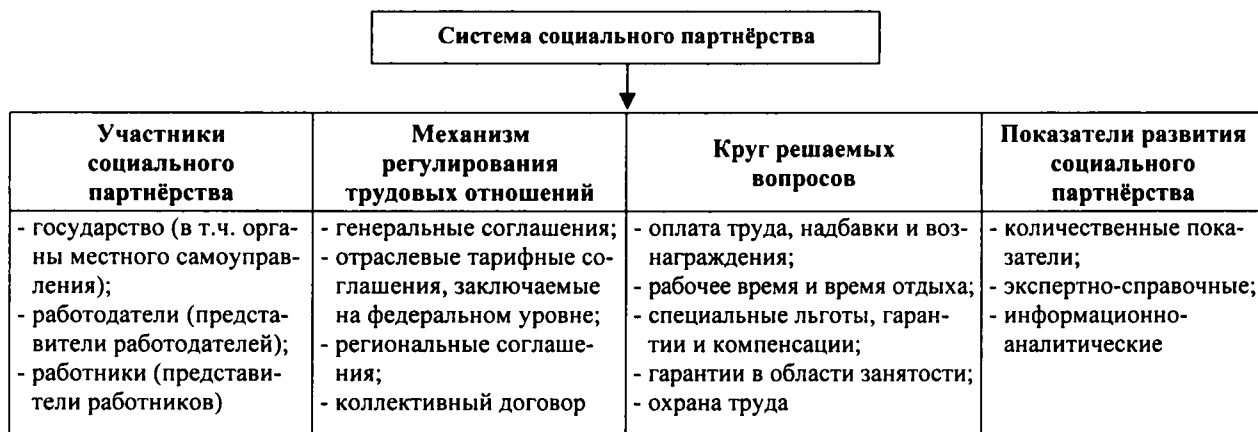 Система социального партнёрства
Участники
социального
партнёрства
Механизм
регулирования
трудовых отношений
Круг решаемых
вопросов
Показатели развития
социального
партнёрства
- государство (в т.ч. орга-
ны местного самоуправ-
ления);
- работодатели (предста-
вители работодателей);
- работники (представи-
тели работников)
- генеральные соглашения;
- отраслевые тарифные со-
глашения, заключаемые
на федеральном уровне;
- региональные соглаше-
ния;
- коллективный договор
- оплата труда, надбавки и воз-
награждения;
- рабочее время и время отдыха;
- специальные льготы, гаран-
тии и компенсации;
- гарантии в области занятости;
- охрана труда
- количественные пока-
затели;
- экспертно-справочные;
- информационно-
аналитические